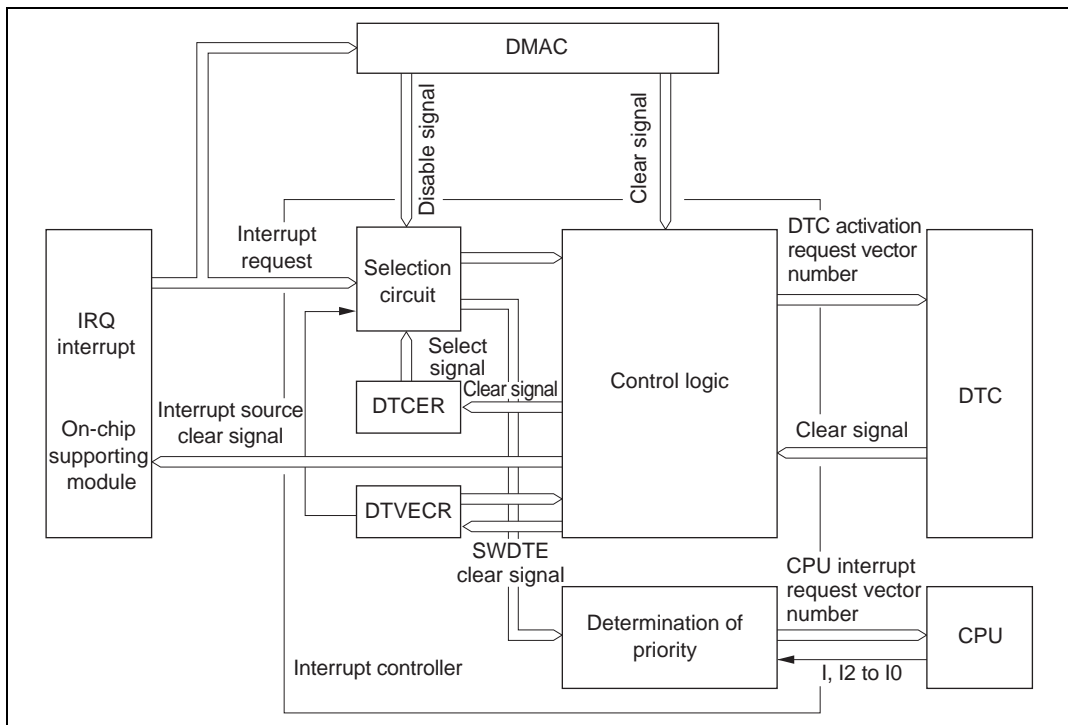 DMAC
Disable signal
Clear signal
Interrupt
request
Selection
circuit
DTC activation
request vector
number
IRQ
interrupt
On-chip
supporting
module
Select
signal
Control logic
DTC
DTCER
Clear signal
Interrupt source
clear signal
Clear signal
DTVECR
SWDTE
clear signal
CPU interrupt
request vector
number
Determination of
priority
CPU
I, I2 to I0
Interrupt controller